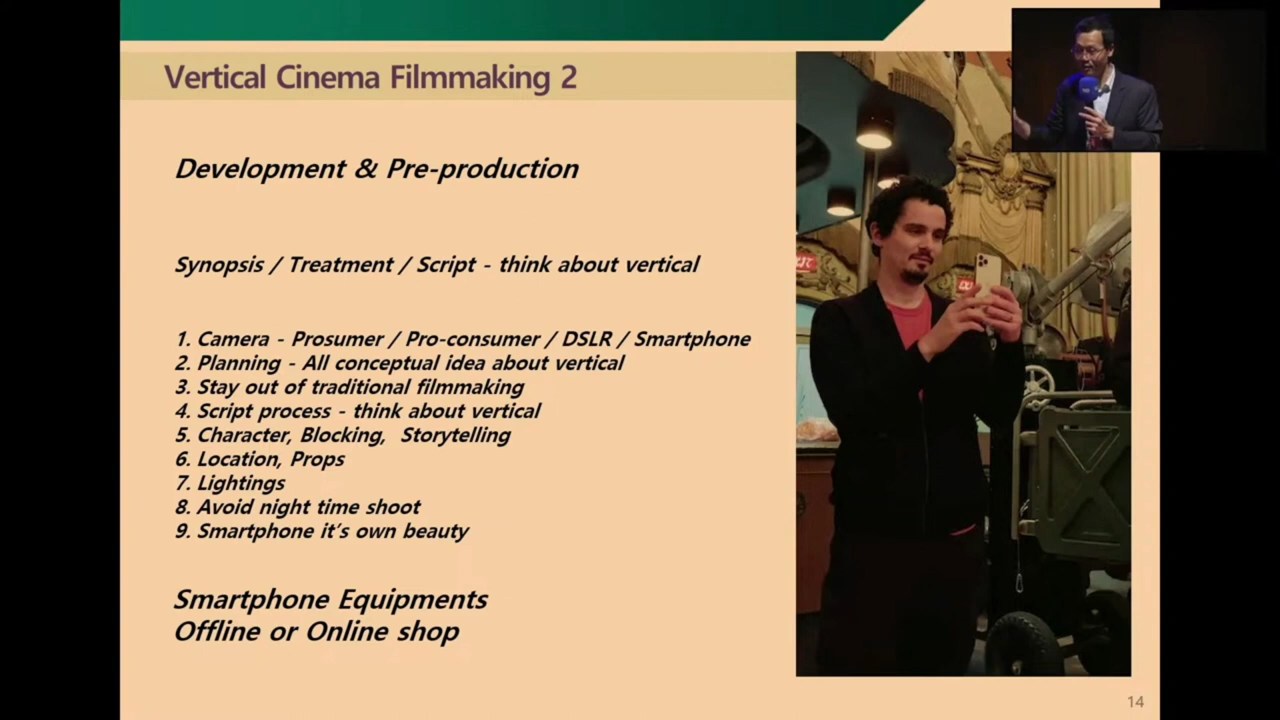 Vertical Cinema Filmmaking 2
Development & Pre-production
Synopsis / Treatment / Script - think about vertical
1. Camera - Prosumer / Pro-consumer / DSLR / Smartphone
2. Planning - All conceptual idea about vertical
3. Stay out of traditional filmmaking
4. Script process - think about vertical
5. Character, Blocking,  Storytelling
6. Location, Props
7. Lightings
8. Avoid night time shoot
9. Smartphone it's own beauty
Smartphone Equipments
Offline or Online shop
14